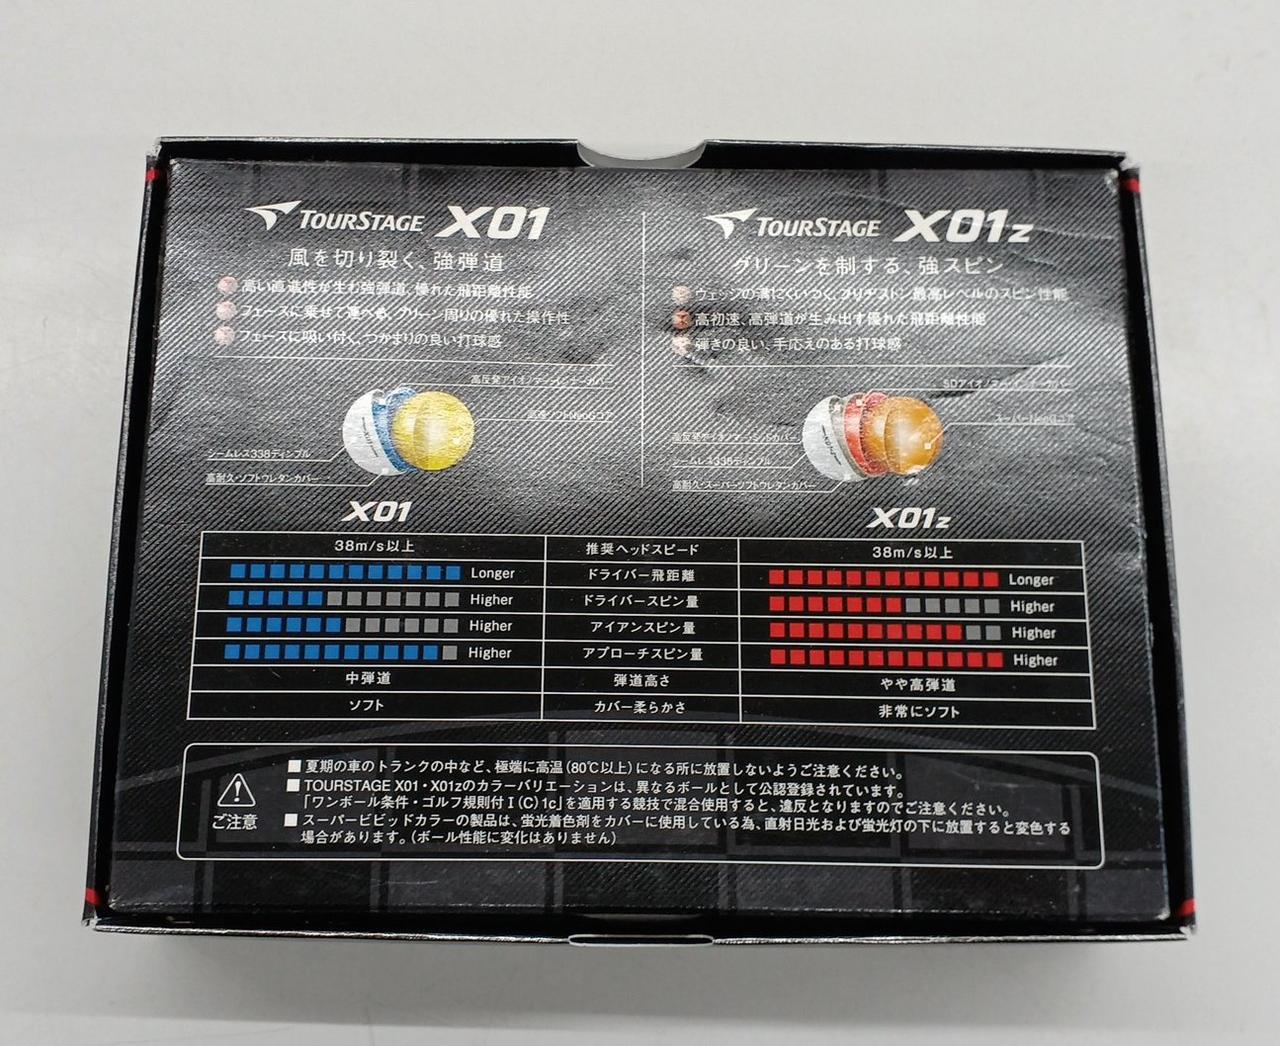 TOURSTAGE X01
風を切り裂く、強弾道
高い直進性が生む強弾道、優れた飛距離性能
フェースに乗せて運べる、グリーン周りの優れた操作性
フェースに吸い付く、つかまりの良い打球感
シームレス338ディンプル
高耐久・ソフトウレタンカバー
TOURSTAGE X01z
グリーンを制する、強スピン
ウェッジの溝にくいつく、ブリヂストン最高レベルのスピン性能
高初速、高弾道が生み出す優れた飛距離性能
弾きの良い、手応えのある打球感
高反発アイオノマーミッドカバー
シームレス338ディンプル
高耐久・スーパーソフトウレタンカバー
X01 X01z
38m/s以上 推奨ヘッドスピード 38m/s以上
Longer ドライバー飛距離 Longer
Higher ドライバースピン量 Higher
Higher アイアンスピン量 Higher
Higher アプローチスピン量 Higher
中弾道 弾道高さ やや高弾道
ソフト カバー柔らかさ 非常にソフト
ご注意
■夏期の車のトランクの中など、極端に高温(80℃以上)になる所に放置しないようご注意ください。
■TOURSTAGE X01・X01zのカラーバリエーションは、異なるボールとして公認登録されています。
「ワンボール条件・ゴルフ規則付Ⅰ(C)1c」を適用する競技で混合使用すると、違反となりますのでご注意ください。
■スーパービビッドカラーの製品は、蛍光着色剤をカバーに使用している為、直射日光および蛍光灯の下に放置すると変色する
場合があります。(ボール性能に変化はありません)